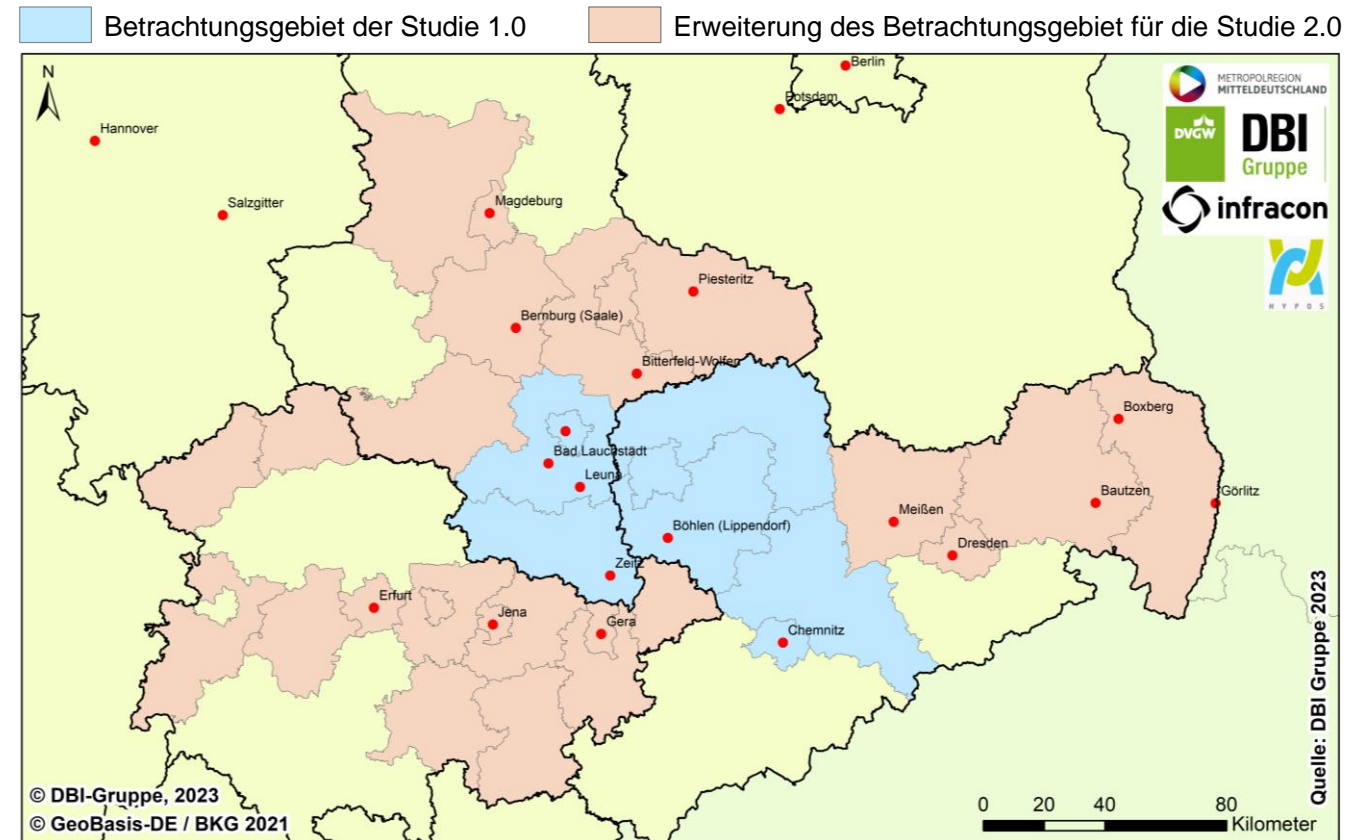 Betrachtungsgebiet der Studie 1.0
Erweiterung des Betrachtungsgebiet für die Studie 2.0
N
Berlin
METROPOLREGION
MITTELDEUTSCHLAND
Potsdam
Hannover
DVGW
DBI
Gruppe
Salzgitter
Magdeburg
infracon
Piesteritz
HYPOS
Bernburg (Saale)
Bitterfeld-Wolfen
Boxberg
Bad Lauchstädt
Leuna
Bautzen
Görlitz
Meißen
Böhlen (Lippendorf)
Dresden
Zeitz
Erfurt
Jena
Gera
Chemnitz
Quelle: DBI Gruppe 2023
© DBI-Gruppe, 2023
© GeoBasis-DE / BKG 2021
0 20 40 80
Kilometer